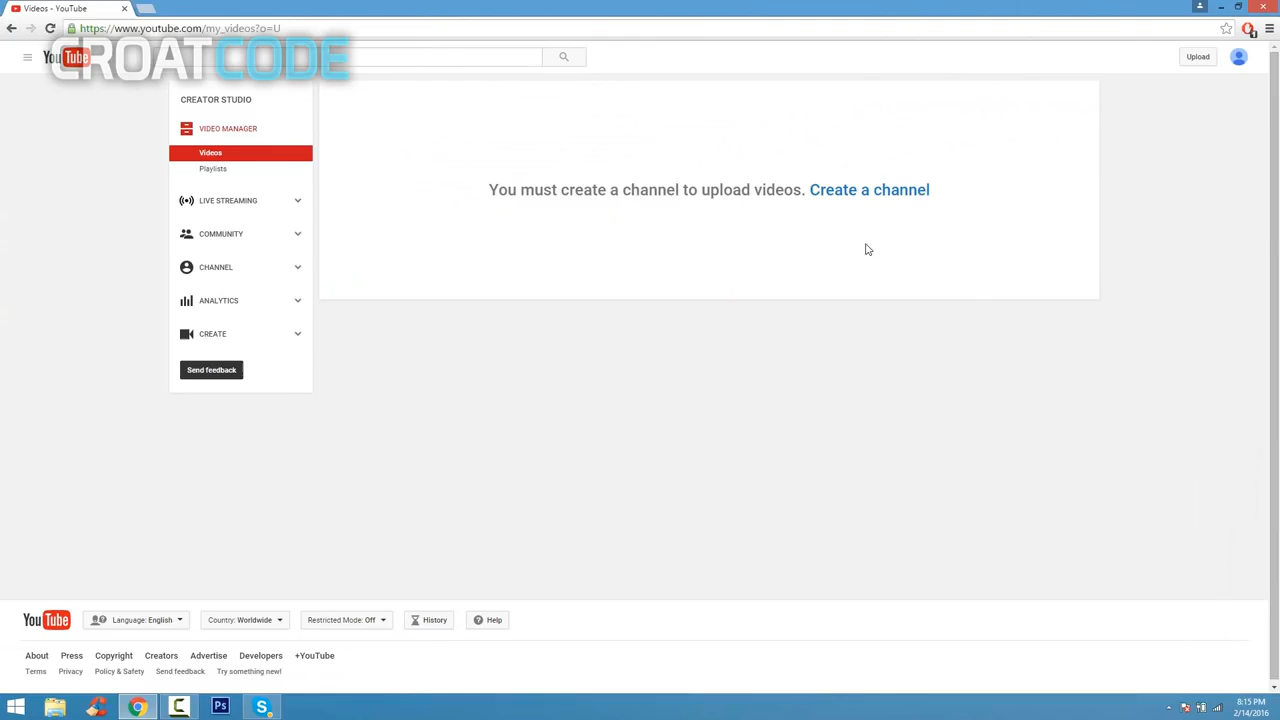 Videos - YouTube
https://www.youtube.com/my_videos?o=U
YouTube
CROATCODE
Upload
CREATOR STUDIO
VIDEO MANAGER
Videos
Playlists
LIVE STREAMING
COMMUNITY
CHANNEL
ANALYTICS
CREATE
Send feedback
You must create a channel to upload videos. Create a channel
YouTube
Language: English
Country: Worldwide
Restricted Mode: Off
History
Help
About Press Copyright Creators Advertise Developers +YouTube
Terms Privacy Policy & Safety Send feedback Try something new!
Ps
8:15 PM
2/14/2016